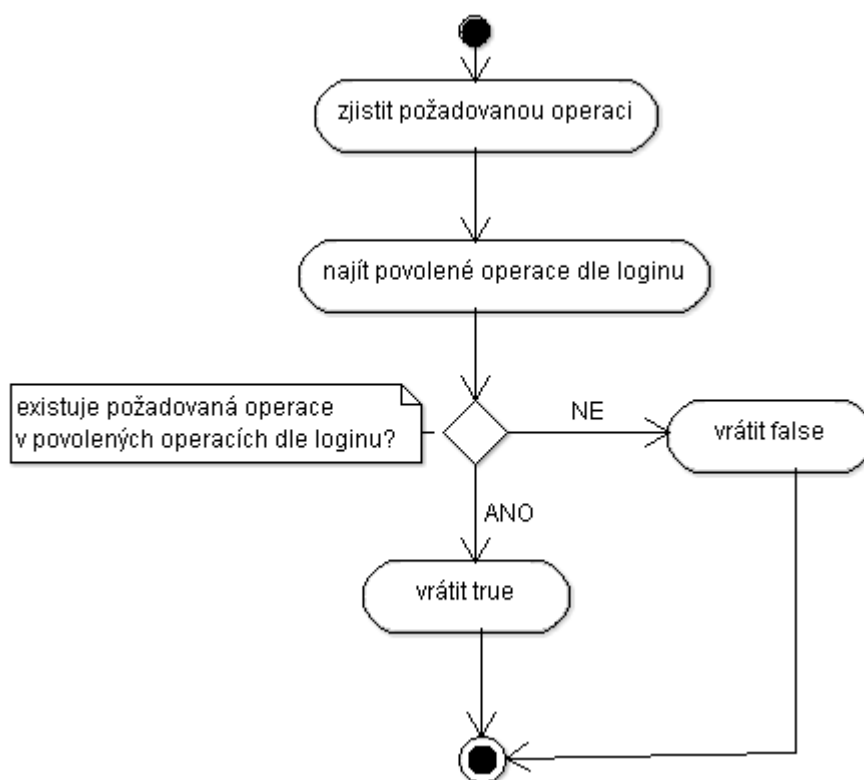 zjistit požadovanou operaci
najít povolené operace dle loginu
existuje požadovaná operace
v povolených operacích dle loginu?
NE
vrátit false
ANO
vrátit true